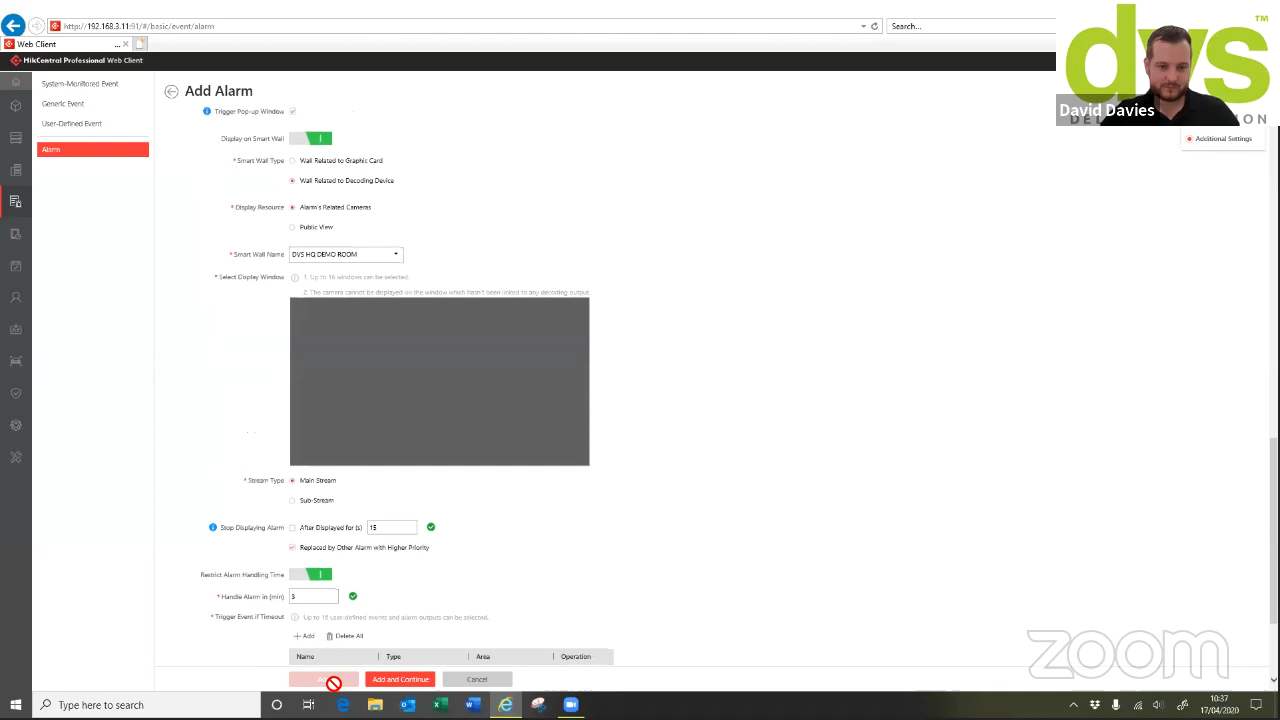 http://192.168.3.11:91/#/basic/event/alarm
Search...
Web Client
...
HikCentral Professional Web Client
System-Monitored Event
Generic Event
User-Defined Event
Alarm
Add Alarm
Trigger Pop-up Window
Display on Smart Wall
* Smart Wall Type
Wall Related to Graphic Card
Wall Related to Decoding Device
* Display Resource
Alarm's Related Cameras
Public View
* Smart Wall Name
DVS HQ DEMO ROOM
* Select Display Window
1. Up to 16 windows can be selected.
2. The camera cannot be displayed on the window which hasn't been linked to any decoding output.
* Stream Type
Main Stream
Sub-Stream
Stop Displaying Alarm
After Displayed for (s)
15
Replaced by Other Alarm with Higher Priority
Restrict Alarm Handling Time
* Handle Alarm in (min)
3
* Trigger Event if Timeout
Up to 16 user-defined events and alarm outputs can be selected.
Add
Delete All
Name
Type
Area
Operation
Add and Continue
Cancel
Additional Settings
dvs
TM
David Davies
zoom
Type here to search
10:37
17/04/2020